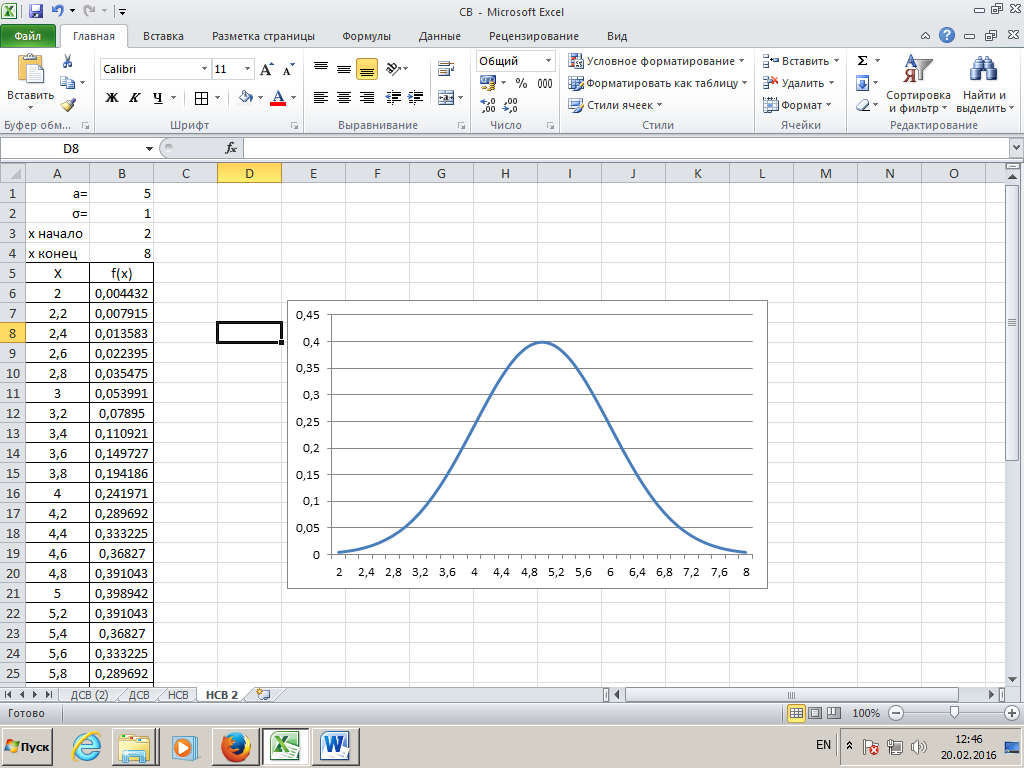 СВ - Microsoft Excel
Файл Главная Вставка Разметка страницы Формулы Данные Рецензирование Вид
Вставить
Calibri 11
Ж К Ч
Общий
% 000
Условное форматирование
Форматировать как таблицу
Стили ячеек
Вставить
Удалить
Формат
Σ
Сортировка и фильтр
Найти и выделить
Буфер обм... Шрифт Выравнивание Число Стили Ячейки Редактирование
D8 fx
A B C D E F G H I J K L M N O
1 a= 5
2 σ= 1
3 x начало 2
4 x конец 8
5 X f(x)
6 2 0,004432
7 2,2 0,007915
8 2,4 0,013583
9 2,6 0,022395
10 2,8 0,035475
11 3 0,053991
12 3,2 0,07895
13 3,4 0,110921
14 3,6 0,149727
15 3,8 0,194186
16 4 0,241971
17 4,2 0,289692
18 4,4 0,333225
19 4,6 0,36827
20 4,8 0,391043
21 5 0,398942
22 5,2 0,391043
23 5,4 0,36827
24 5,6 0,333225
25 5,8 0,289692
0,45
0,4
0,35
0,3
0,25
0,2
0,15
0,1
0,05
0
2 2,4 2,8 3,2 3,6 4 4,4 4,8 5,2 5,6 6 6,4 6,8 7,2 7,6 8
ДСВ (2) ДСВ НСВ НСВ 2
Готово 100%
Пуск EN 12:46
20.02.2016